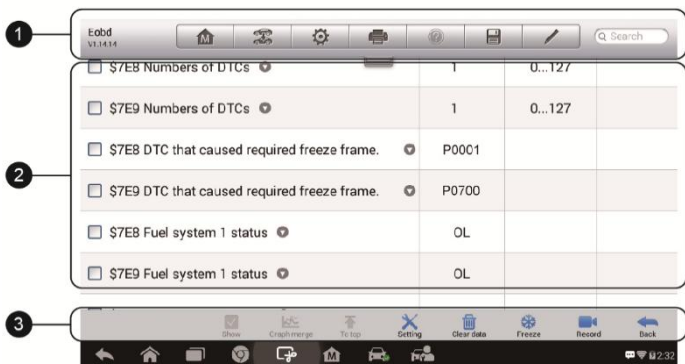 1
Eobd
V1.14.14
M
Search
2
$7E8 Numbers of DTCs 1 0...127
$7E9 Numbers of DTCs 1 0...127
$7E8 DTC that caused required freeze frame. P0001
$7E9 DTC that caused required freeze frame. P0700
$7E8 Fuel system 1 status OL
$7E9 Fuel system 1 status OL
3
Show Graph merge To top Setting Clear data Freeze Record Back
M 2:32